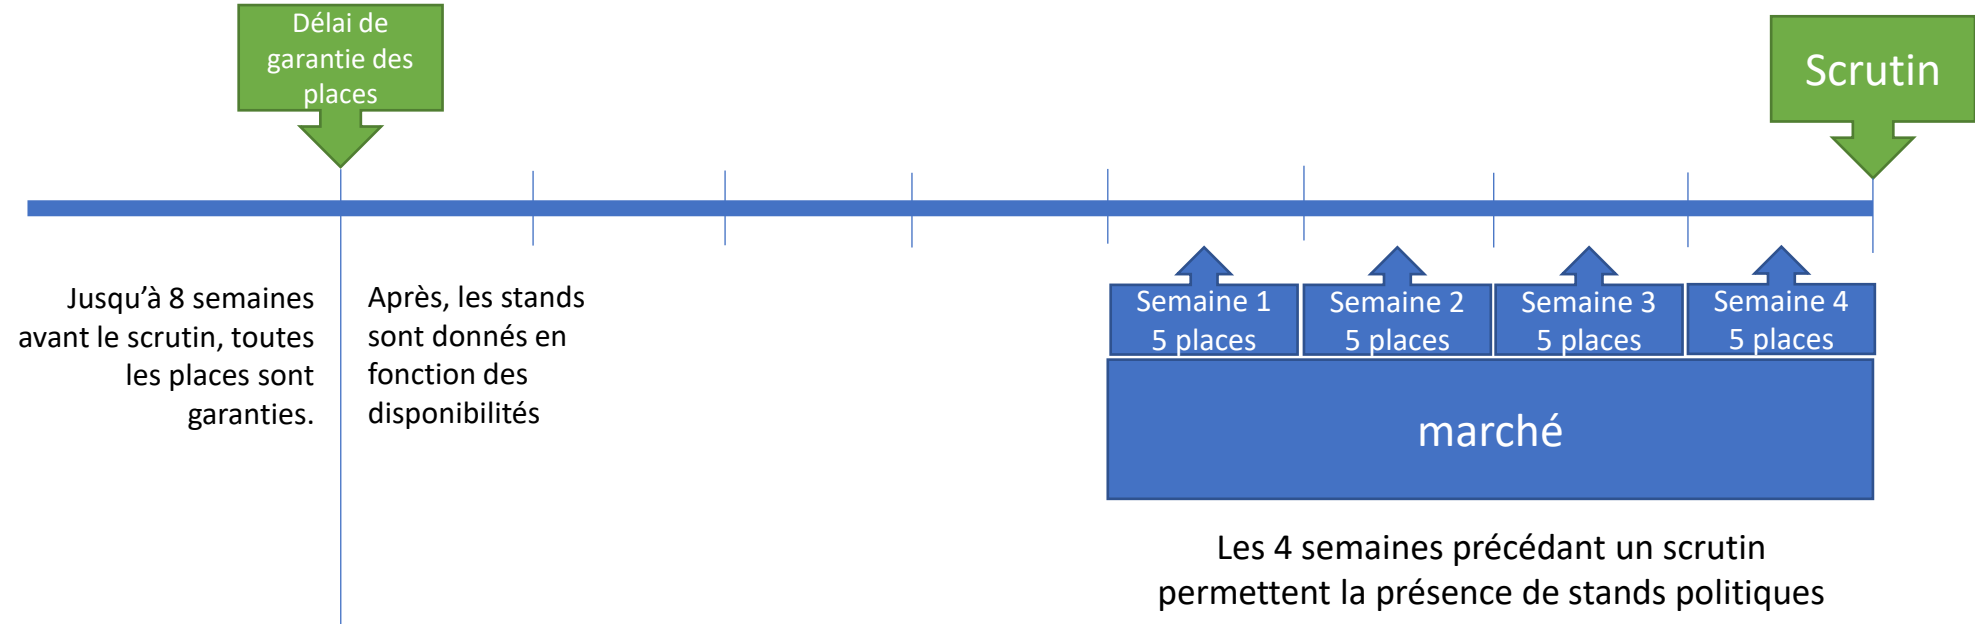 Délai de
garantie des
places
Scrutin
Jusqu’à 8 semaines
avant le scrutin, toutes
les places sont
garanties.
Après, les stands
sont donnés en
fonction des
disponibilités
Semaine 1
5 places
Semaine 2
5 places
Semaine 3
5 places
Semaine 4
5 places
marché
Les 4 semaines précédant un scrutin
permettent la présence de stands politiques